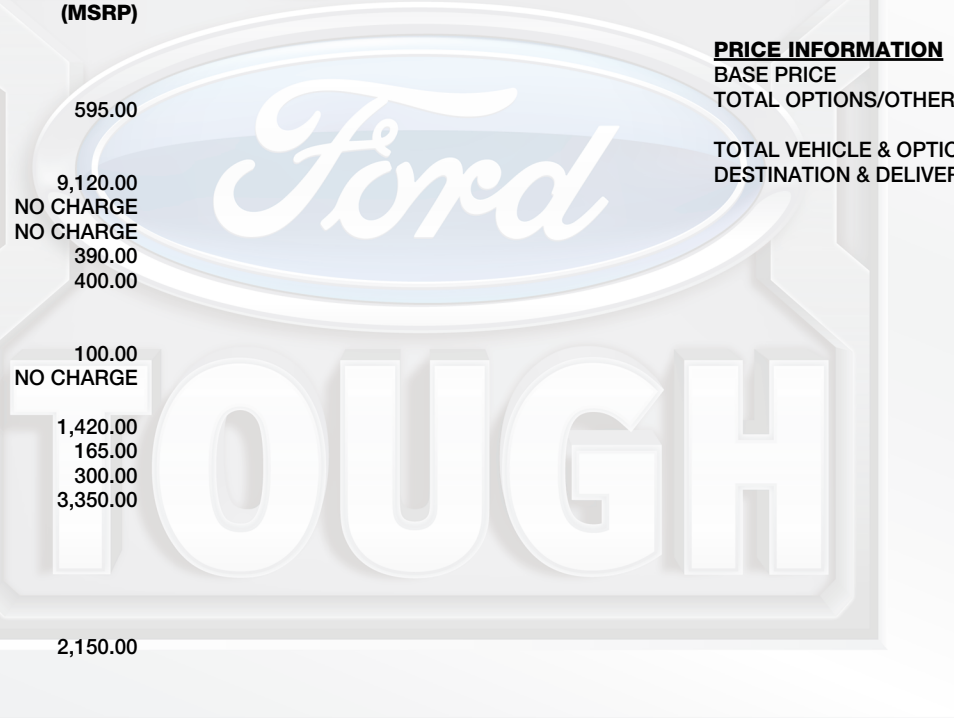 (MSRP)
595.00
9,120.00
NO CHARGE
NO CHARGE
390.00
400.00
100.00
NO CHARGE
1,420.00
165.00
300.00
3,350.00
2,150.00
PRICE INFORMATION
BASE PRICE
TOTAL OPTIONS/OTHER
TOTAL VEHICLE & OPTIO
DESTINATION & DELIVER
Ford
TOUGH